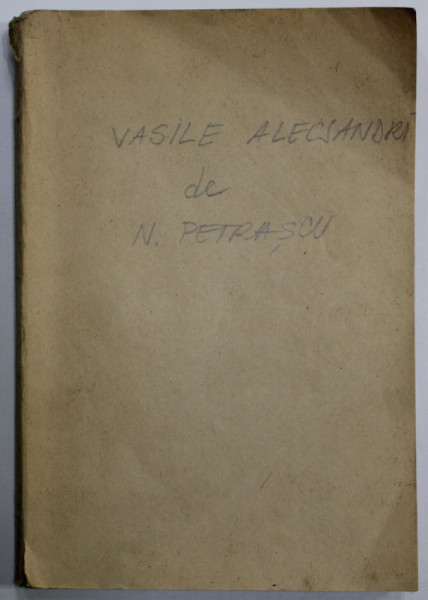 VASILE ALECSANDRI
de
N. PETRAȘCU